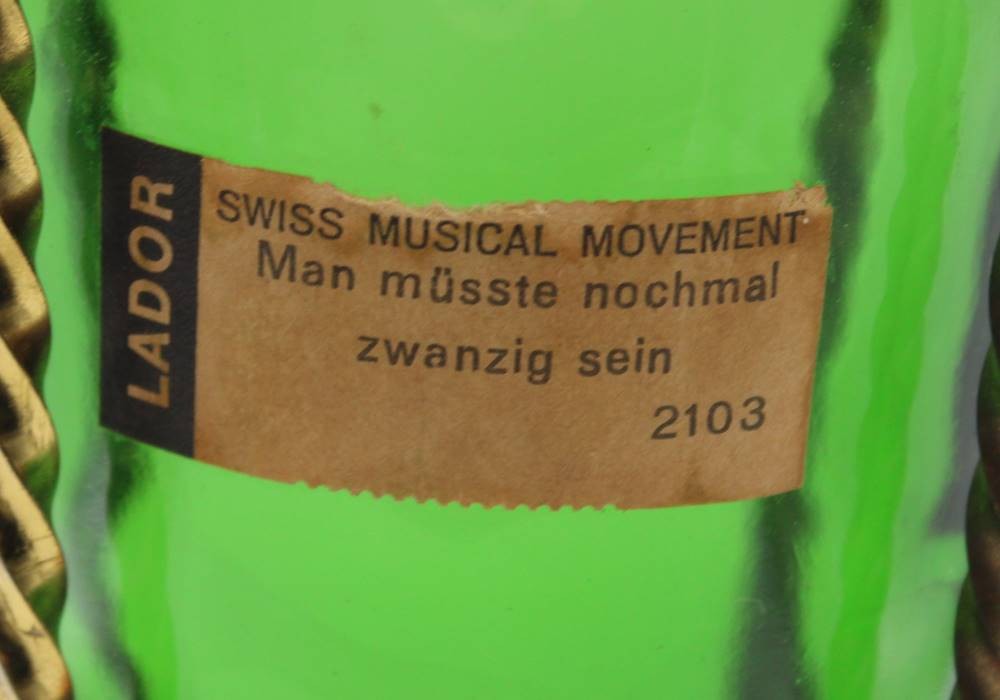 LADOR
SWISS MUSICAL MOVEMENT
Man müsste nochmal
zwanzig sein
2103